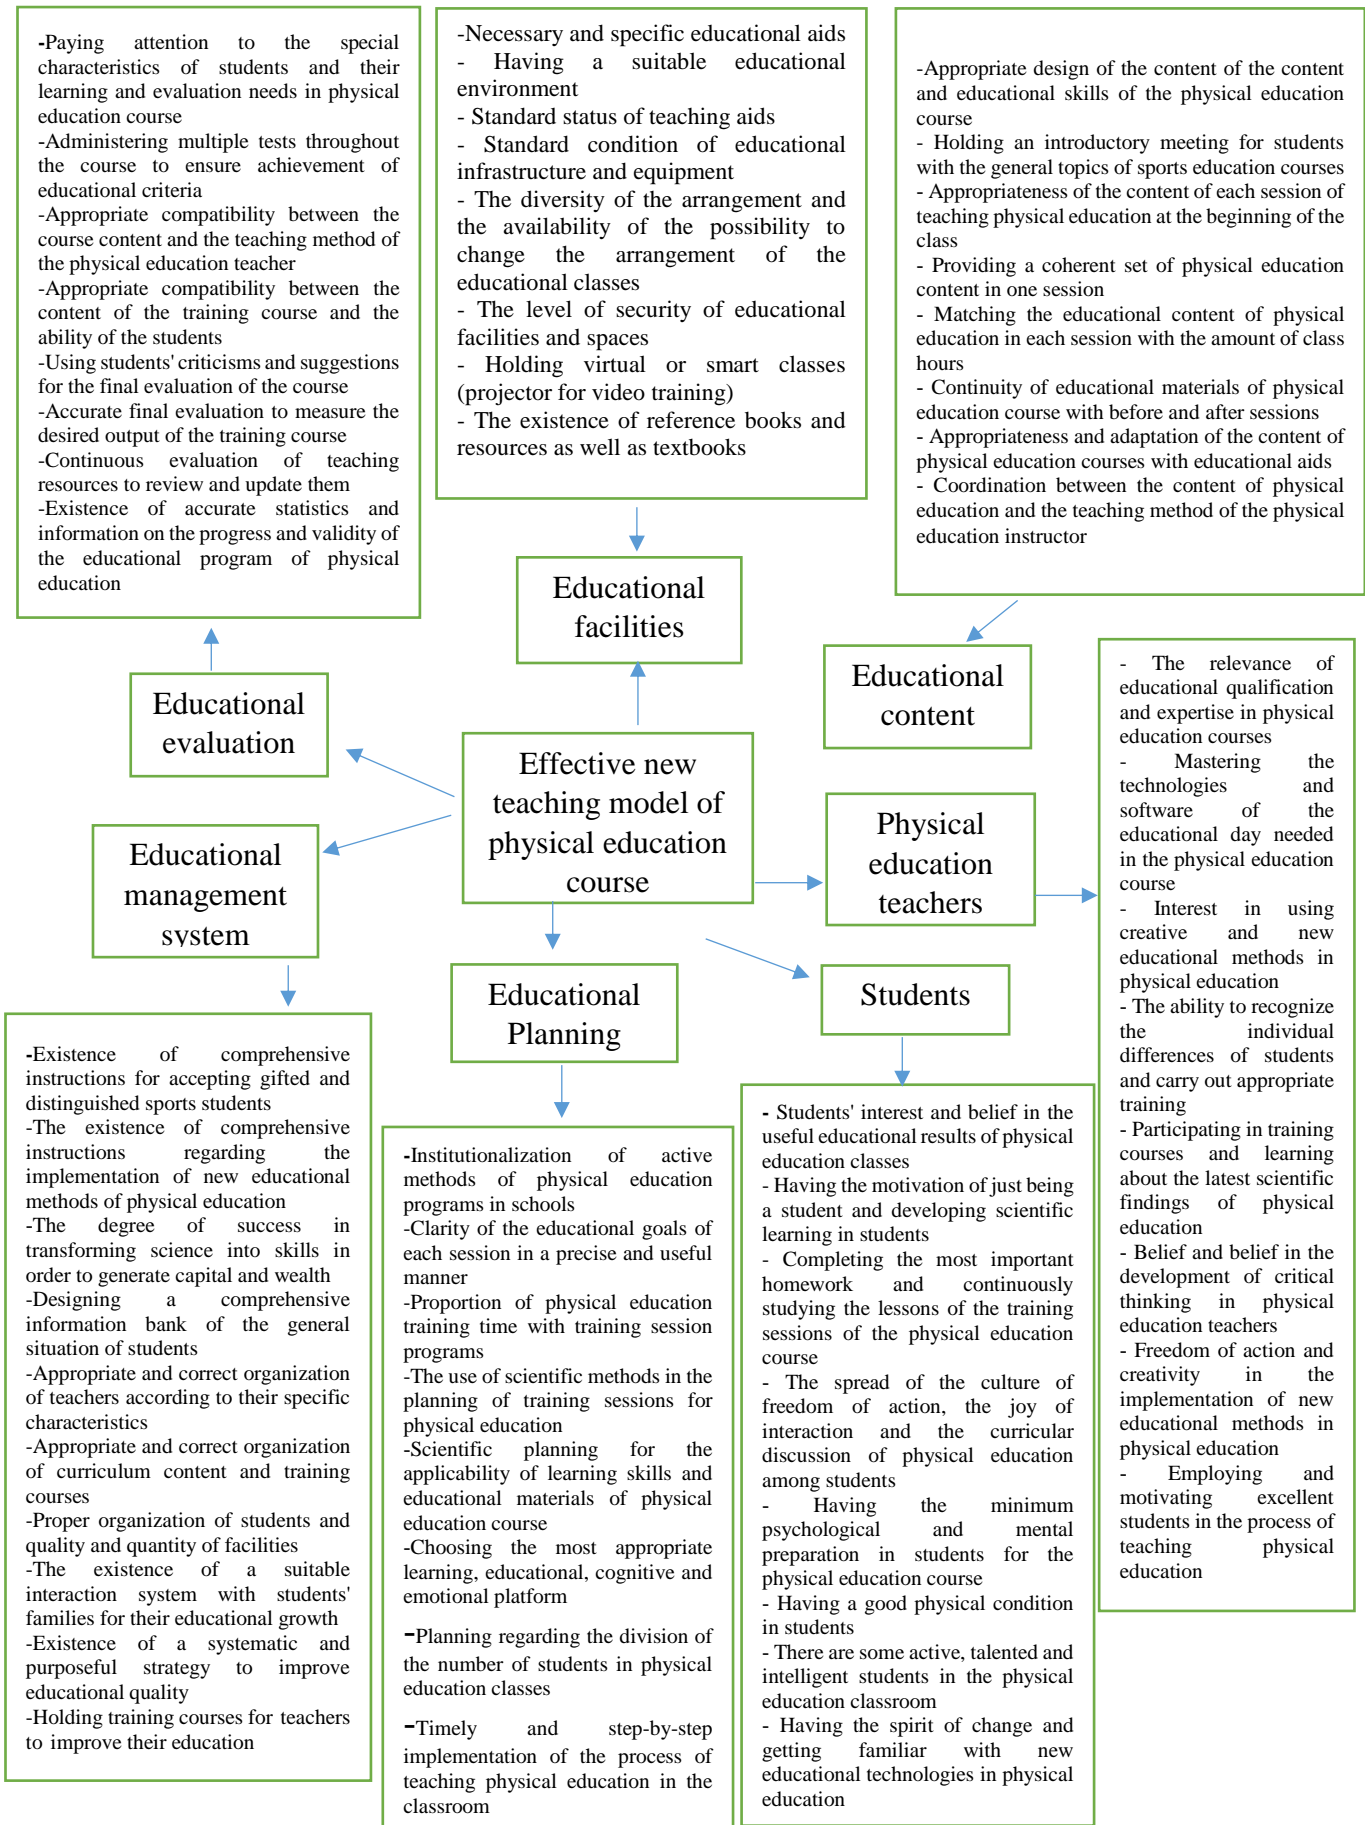 -Paying attention to the special
characteristics of students and their
learning and evaluation needs in physical
education course
-Administering multiple tests throughout
the course to ensure achievement of
educational criteria
-Appropriate compatibility between the
course content and the teaching method of
the physical education teacher
-Appropriate compatibility between the
content of the training course and the
ability of the students
-Using students' criticisms and suggestions
for the final evaluation of the course
-Accurate final evaluation to measure the
desired output of the training course
-Continuous evaluation of teaching
resources to review and update them
-Existence of accurate statistics and
information on the progress and validity of
the educational program of physical
education
-Necessary and specific educational aids
- Having a suitable educational
environment
- Standard status of teaching aids
- Standard condition of educational
infrastructure and equipment
- The diversity of the arrangement and
the availability of the possibility to
change the arrangement of the
educational classes
- The level of security of educational
facilities and spaces
- Holding virtual or smart classes
(projector for video training)
- The existence of reference books and
resources as well as textbooks
-Appropriate design of the content of the content
and educational skills of the physical education
course
- Holding an introductory meeting for students
with the general topics of sports education courses
- Appropriateness of the content of each session of
teaching physical education at the beginning of the
class
- Providing a coherent set of physical education
content in one session
- Matching the educational content of physical
education in each session with the amount of class
hours
- Continuity of educational materials of physical
education course with before and after sessions
- Appropriateness and adaptation of the content of
physical education courses with educational aids
- Coordination between the content of physical
education and the teaching method of the physical
education instructor
Educational
facilities
Educational
evaluation
Educational
content
Effective new
teaching model of
physical education
course
Educational
management
system
Physical
education
teachers
Educational
Planning
Students
- The relevance of
educational qualification
and expertise in physical
education courses
- Mastering the
technologies and
software of the
educational day needed
in the physical education
course
- Interest in using
creative and new
educational methods in
physical education
- The ability to recognize
the individual
differences of students
and carry out appropriate
training
- Participating in training
courses and learning
about the latest scientific
findings of physical
education
- Belief and belief in the
development of critical
thinking in physical
education teachers
- Freedom of action and
creativity in the
implementation of new
educational methods in
physical education
- Employing and
motivating excellent
students in the process of
teaching physical
education
-Existence of comprehensive
instructions for accepting gifted and
distinguished sports students
-The existence of comprehensive
instructions regarding the
implementation of new educational
methods of physical education
-The degree of success in
transforming science into skills in
order to generate capital and wealth
-Designing a comprehensive
information bank of the general
situation of students
-Appropriate and correct organization
of teachers according to their specific
characteristics
-Appropriate and correct organization
of curriculum content and training
courses
-Proper organization of students and
quality and quantity of facilities
-The existence of a suitable
interaction system with students'
families for their educational growth
-Existence of a systematic and
purposeful strategy to improve
educational quality
-Holding training courses for teachers
to improve their education
-Institutionalization of active
methods of physical education
programs in schools
-Clarity of the educational goals of
each session in a precise and useful
manner
-Proportion of physical education
training time with training session
programs
-The use of scientific methods in the
planning of training sessions for
physical education
-Scientific planning for the
applicability of learning skills and
educational materials of physical
education course
-Choosing the most appropriate
learning, educational, cognitive and
emotional platform
-Planning regarding the division of
the number of students in physical
education classes
-Timely and step-by-step
implementation of the process of
teaching physical education in the
classroom
- Students' interest and belief in the
useful educational results of physical
education classes
- Having the motivation of just being
a student and developing scientific
learning in students
- Completing the most important
homework and continuously
studying the lessons of the training
sessions of the physical education
course
- The spread of the culture of
freedom of action, the joy of
interaction and the curricular
discussion of physical education
among students
- Having the minimum
psychological and mental
preparation in students for the
physical education course
- Having a good physical condition
in students
- There are some active, talented and
intelligent students in the physical
education classroom
- Having the spirit of change and
getting familiar with new
educational technologies in physical
education